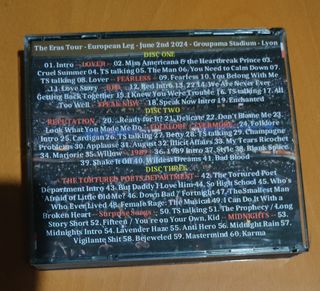 The Eras Tour - European Leg - June 2nd 2024 - Groupama Stadium - Lyon
DISC ONE
01. Intro -- LOVER -- 02. Miss Americana & the Heartbreak Prince 03.
Cruel Summer 04. TS talking 05. The Man 06. You Need to Calm Down
07. Lover 08. TS talking -- FEARLESS -- 09. Fearless 10. You Belong With Me
11. Love Story -- RED -- 12. Red Intro 13. 22 14. We Are Never Ever
Getting Back Together 15. I Knew You Were Trouble 16. TS talking 17. All
Too Well -- SPEAK NOW -- 18. Speak Now Intro 19. Enchanted
DISC TWO
REPUTATION -- 20. ...Ready for It? 21. Delicate 22. Don't Blame Me 23.
Look What You Made Me Do -- FOLKLORE / EVERMORE -- 24. Folklore
Intro 25. Cardigan 26. TS talking 27. Betty 28. TS talking 29. Champagne
Problems 30. Applause 31. August 32. Illicit Affairs 33. My Tears Ricochet
34. Marjorie 35. Willow -- 1989 -- 36. 1989 Intro 37. Style 38. Blank Space
39. Shake It Off 40. Wildest Dreams 41. Bad Blood
DISC THREE
THE TORTURED POETS DEPARTMENT -- 42. The Tortured Poets
Department Intro 43. But Daddy I Love Him 44. So High School 45. Who's
Afraid of Little Old Me? 46. Down Bad / Fortnight 47. The Smallest Man
Who Ever Lived 48. Female Rage: The Musical 49. I Can Do It With a
Broken Heart -- Surprise Songs -- 50. TS talking 51. The Prophecy / Long
Story Short 52. Fifteen / You're on Your Own, Kid -- MIDNIGHTS -- 53.
Midnights Intro 54. Lavender Haze 55. Anti Hero 56. Midnight Rain 57.
Vigilante Shit 58. Bejeweled 59. Mastermind 60. Karma